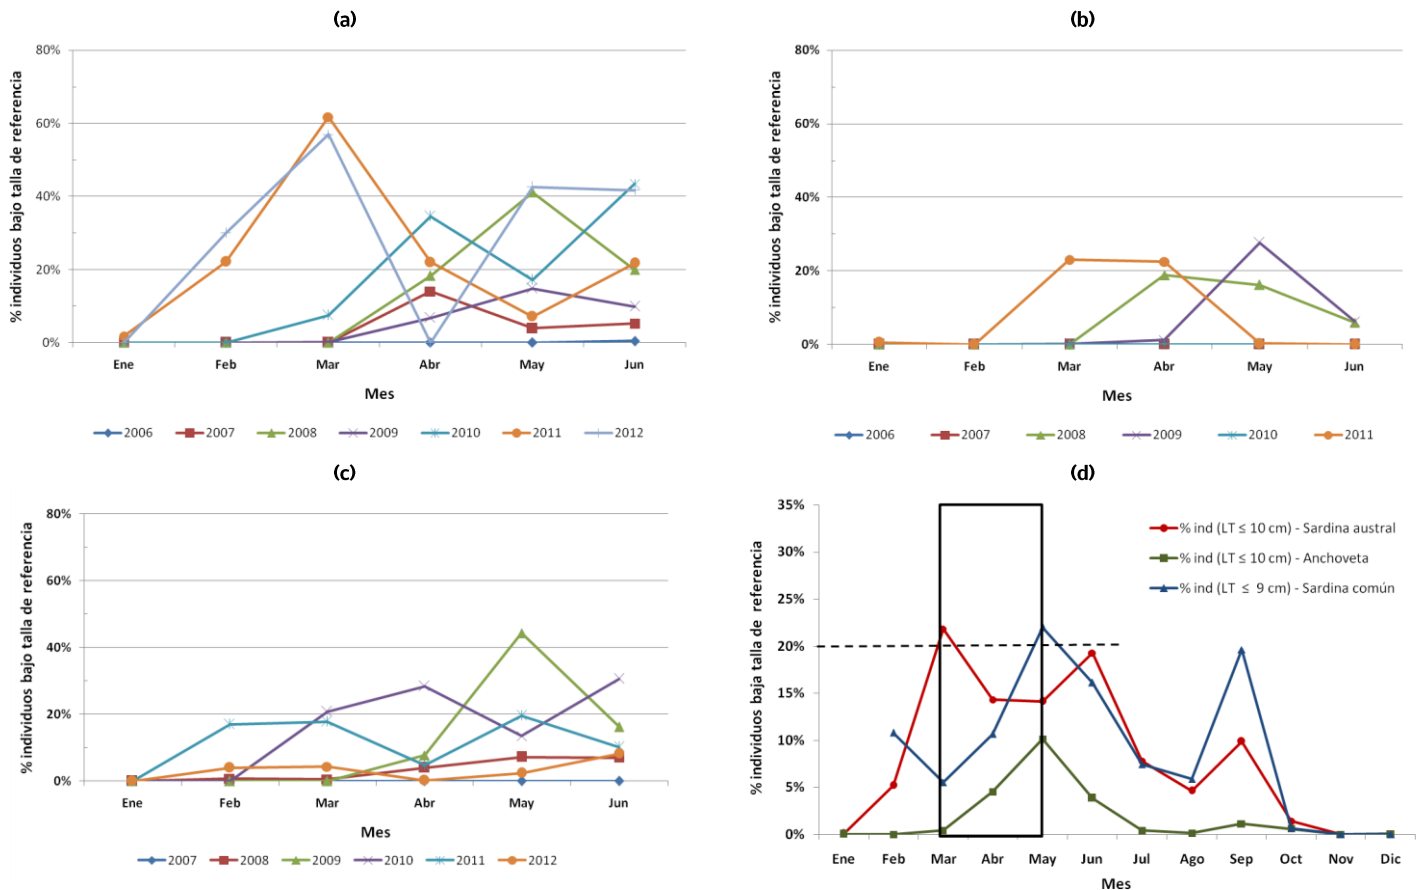 (a)
% individuos bajo talla de referencia
80%
60%
40%
20%
0%
Ene Feb Mar Abr May Jun
Mes
2006 2007 2008 2009 2010 2011 2012
(b)
% individuos bajo talla de referencia
80%
60%
40%
20%
0%
Ene Feb Mar Abr May Jun
Mes
2006 2007 2008 2009 2010 2011
(c)
% individuos bajo talla de referencia
80%
60%
40%
20%
0%
Ene Feb Mar Abr May Jun
Mes
2007 2008 2009 2010 2011 2012
(d)
% individuos baja talla de referencia
35%
30%
25%
20%
15%
10%
5%
0%
% ind (LT ≤ 10 cm) - Sardina austral
% ind (LT ≤ 10 cm) - Anchoveta
% ind (LT ≤ 9 cm) - Sardina común
Ene Feb Mar Abr May Jun Jul Ago Sep Oct Nov Dic
Mes